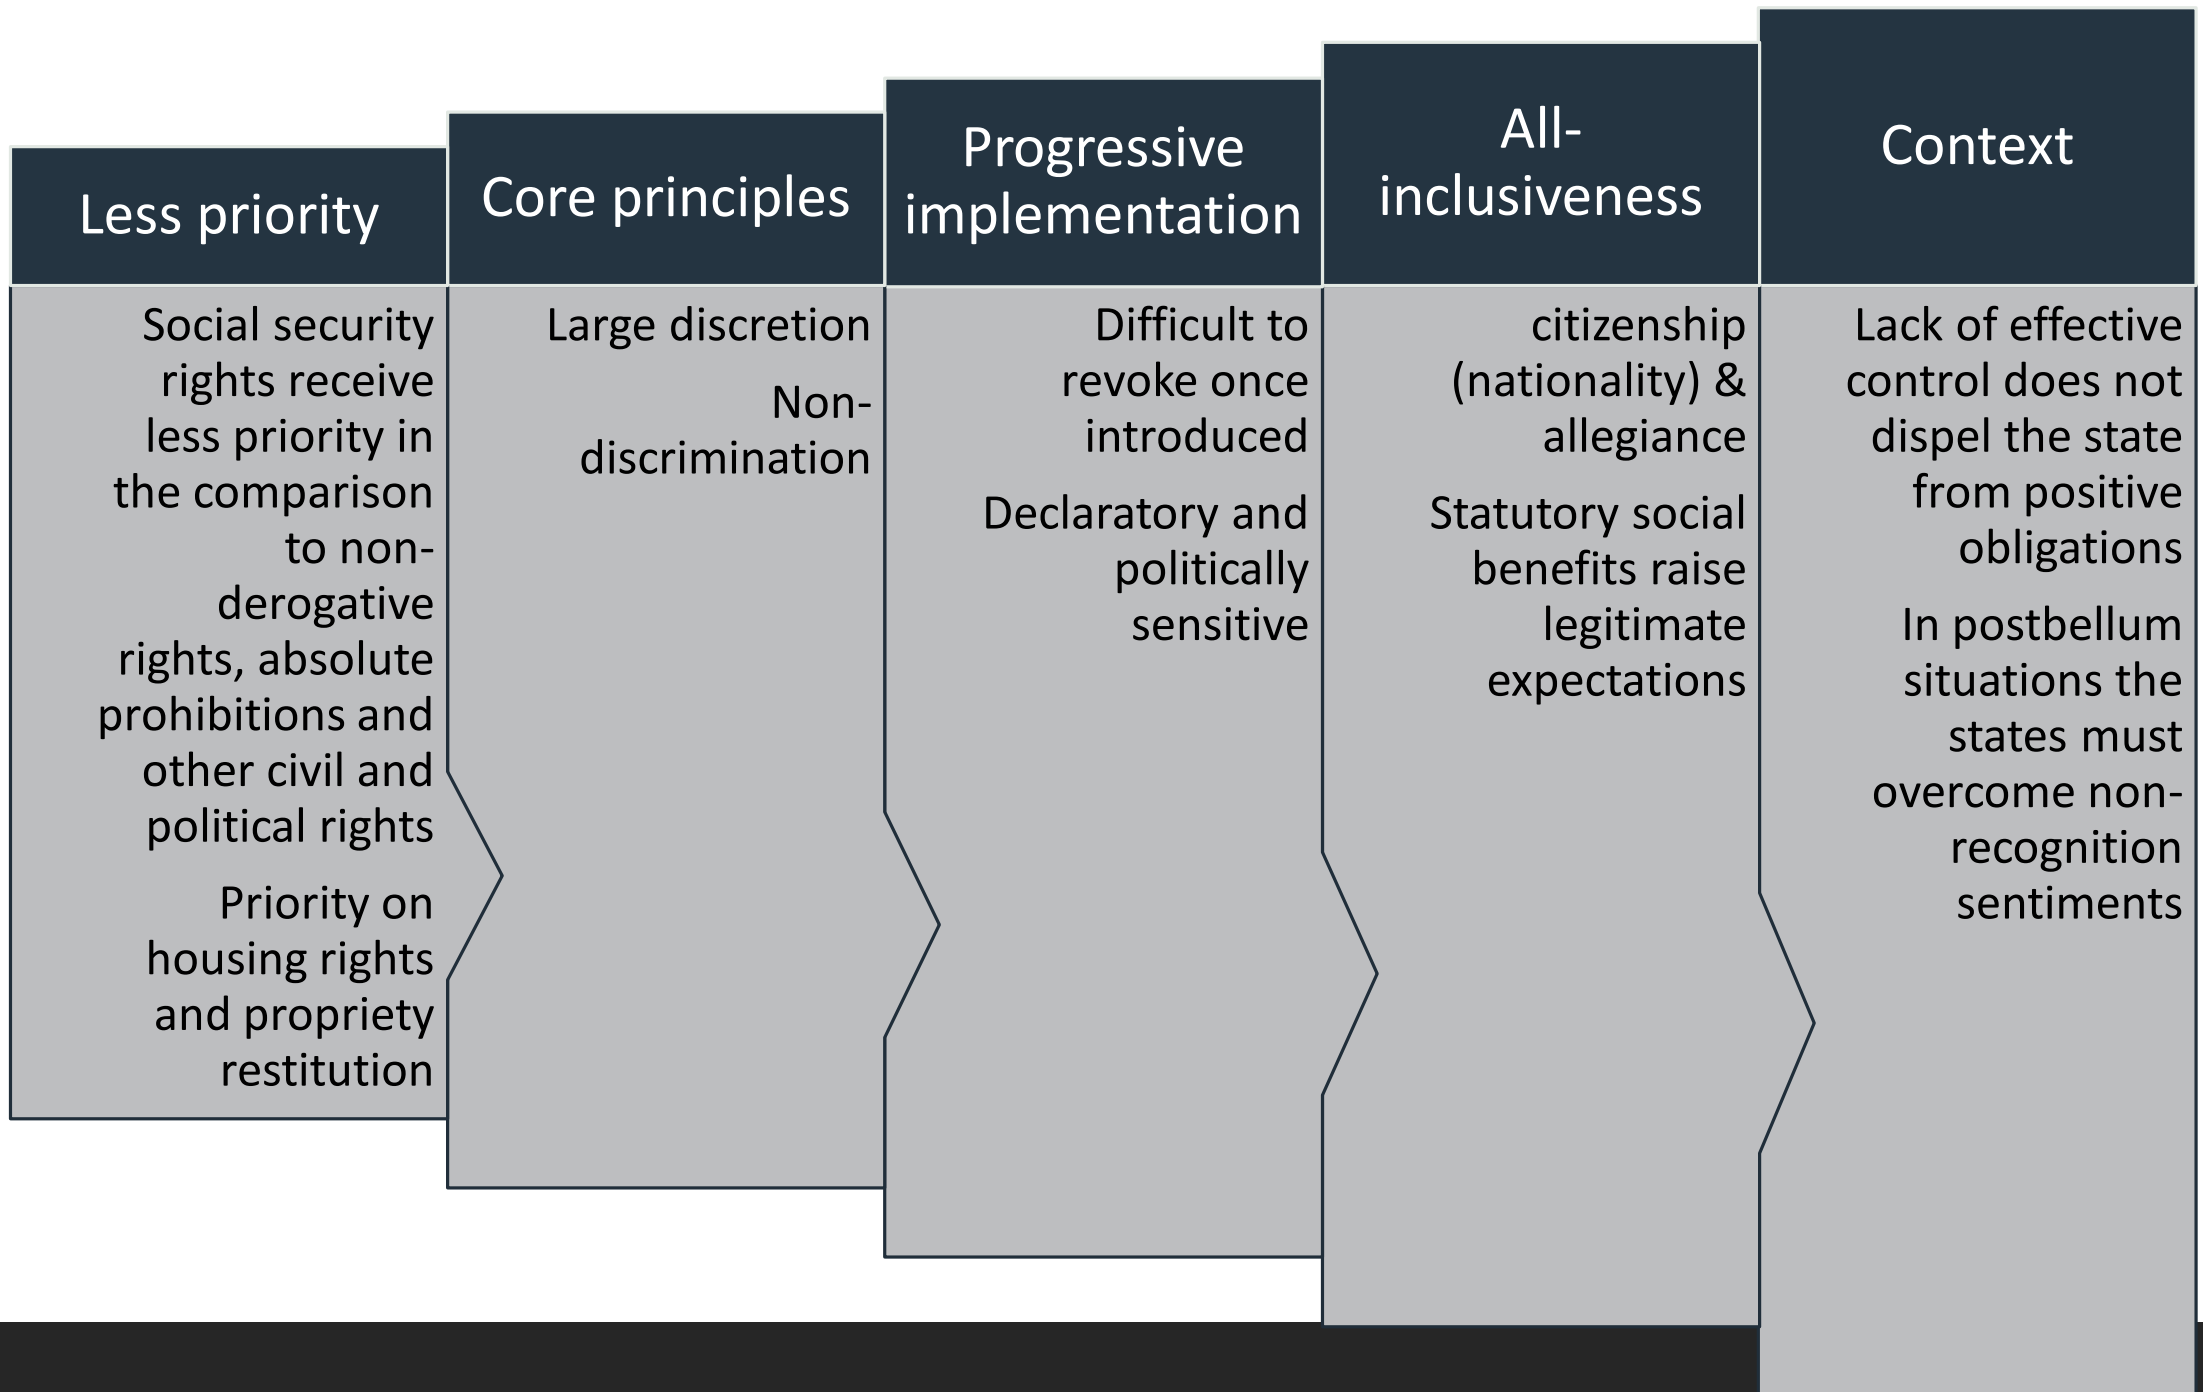 Less priority
Social security
rights receive
less priority in
the comparison
to non-
derogative
rights, absolute
prohibitions and
other civil and
political rights
Priority on
housing rights
and propriety
restitution
Core principles
Large discretion
Non-
discrimination
Progressive
implementation
Difficult to
revoke once
introduced
Declaratory and
politically
sensitive
All-
inclusiveness
citizenship
(nationality) &
allegiance
Statutory social
benefits raise
legitimate
expectations
Context
Lack of effective
control does not
dispel the state
from positive
obligations
In postbellum
situations the
states must
overcome non-
recognition
sentiments